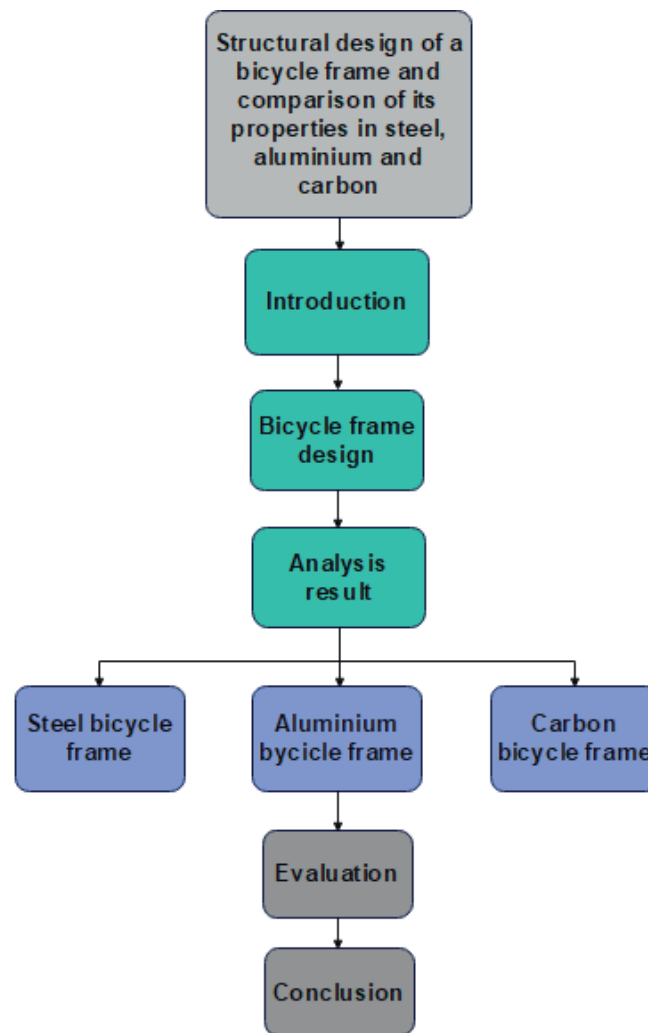 Structural design of a
bicycle frame and
comparison of its
properties in steel,
aluminium and
carbon
Introduction
Bicycle frame
design
Analysis
result
Steel bicycle
frame
Aluminium
bycicle frame
Carbon
bicycle frame
Evaluation
Conclusion